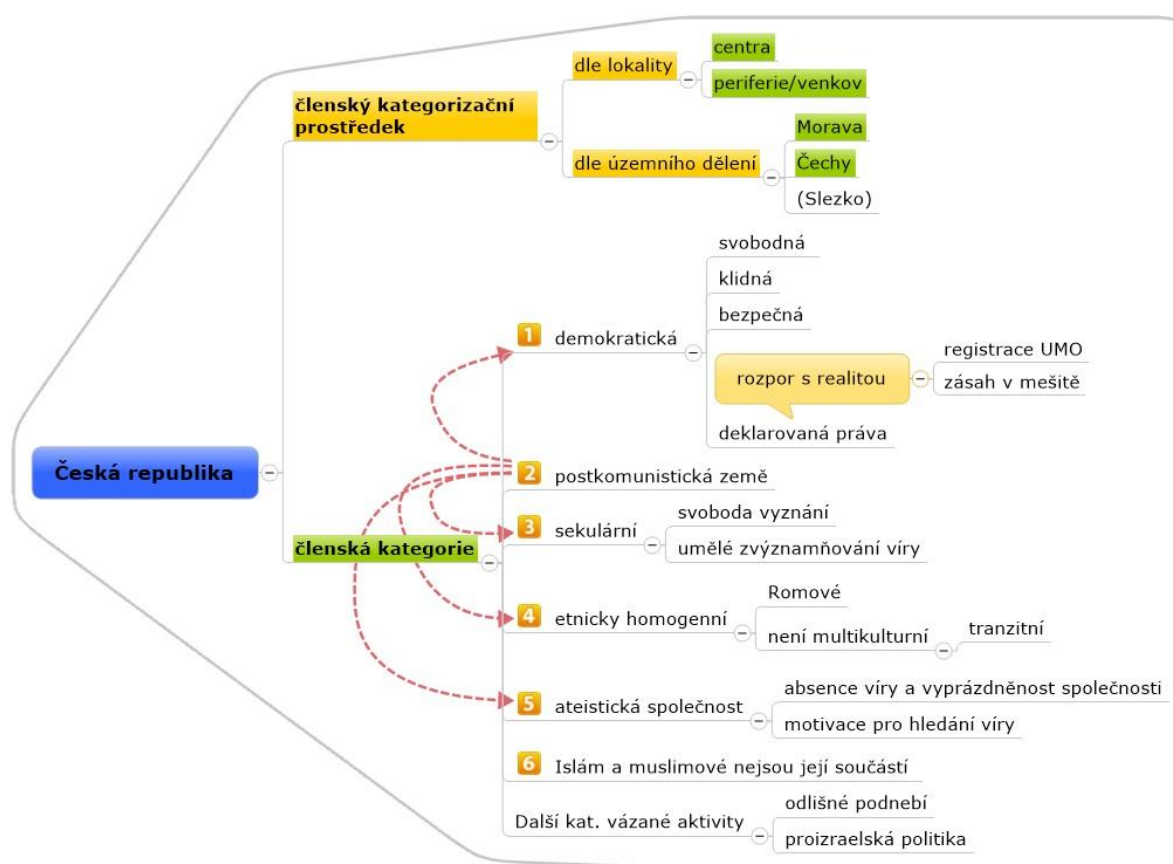 centra
dle lokality
periferie/venkov
členský kategorizační
prostředek
Morava
dle územního dělení
Čechy
(Slezko)
svobodná
klidná
bezpečná
1 demokratická
registrace UMO
rozpor s realitou
zásah v mešitě
deklarovaná práva
Česká republika
2 postkomunistická země
svoboda vyznání
3 sekulární
umělé zvýznamňování víry
členská kategorie
Romové
4 etnicky homogenní
není multikulturní
tranzitní
absence víry a vyprázdněnost společnosti
5 ateistická společnost
motivace pro hledání víry
6 Islám a muslimové nejsou její součástí
odlišné podnebí
Další kat. vázané aktivity
proizraelská politika